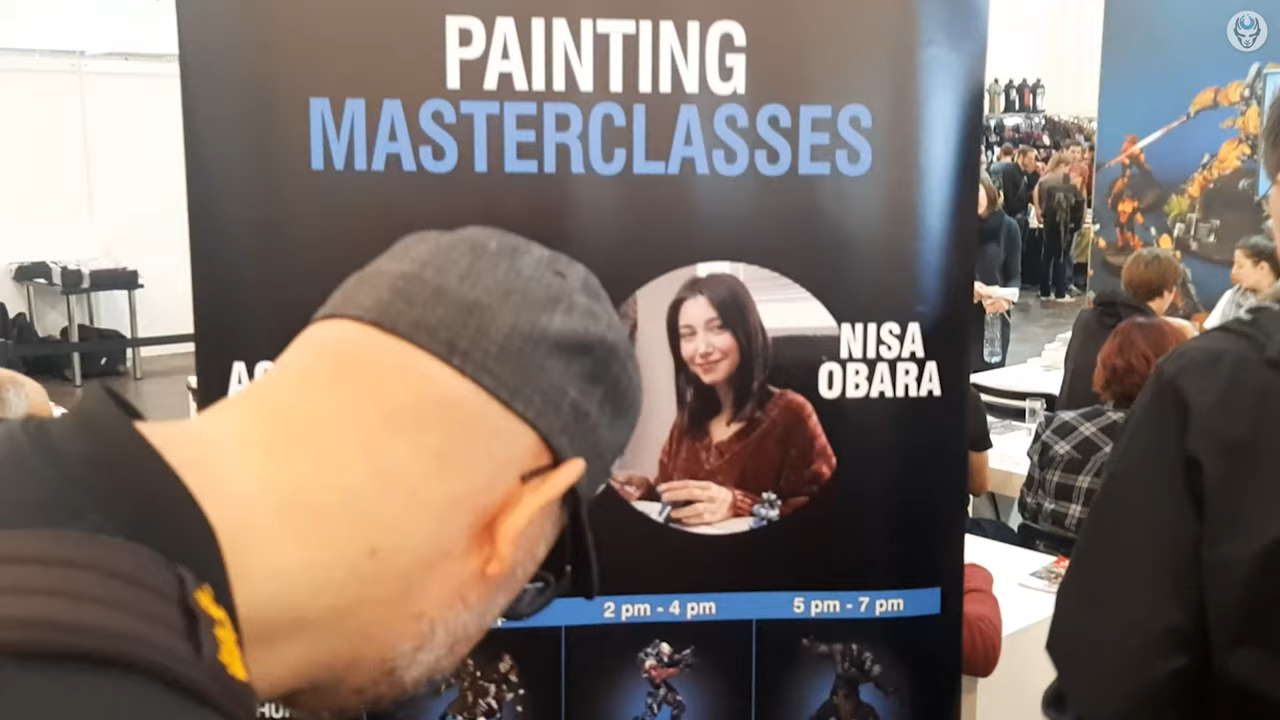 PAINTING
MASTERCLASSES
NISA
OBARA
2 pm - 4 pm
5 pm - 7 pm